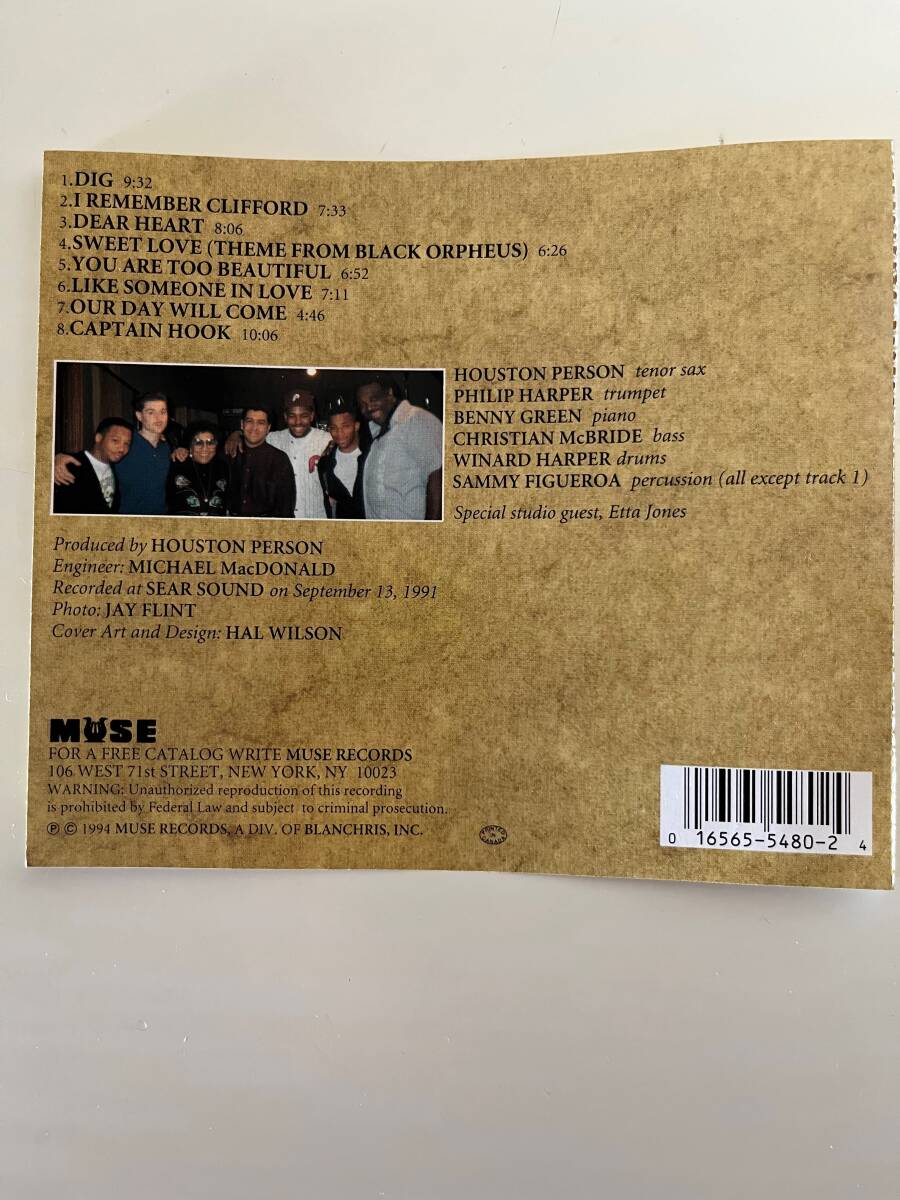 1.DIG 9:32
2.I REMEMBER CLIFFORD 7:33
3.DEAR HEART 8:06
4.SWEET LOVE (THEME FROM BLACK ORPHEUS) 6:26
5.YOU ARE TOO BEAUTIFUL 6:52
6.LIKE SOMEONE IN LOVE 7:11
7.OUR DAY WILL COME 4:46
8.CAPTAIN HOOK 10:06
HOUSTON PERSON tenor sax
PHILIP HARPER trumpet
BENNY GREEN piano
CHRISTIAN McBRIDE bass
WINARD HARPER drums
SAMMY FIGUEROA percussion (all except track 1)
Special studio guest, Etta Jones
Produced by HOUSTON PERSON
Engineer: MICHAEL MacDONALD
Recorded at SEAR SOUND on September 13, 1991
Photo: JAY FLINT
Cover Art and Design: HAL WILSON
MUSE
FOR A FREE CATALOG WRITE MUSE RECORDS
106 WEST 71st STREET, NEW YORK, NY 10023
WARNING: Unauthorized reproduction of this recording
is prohibited by Federal Law and subject to criminal prosecution.
℗ © 1994 MUSE RECORDS, A DIV. OF BLANCHRIS, INC.
PRINTED IN CANADA
0 16565-5480-2 4